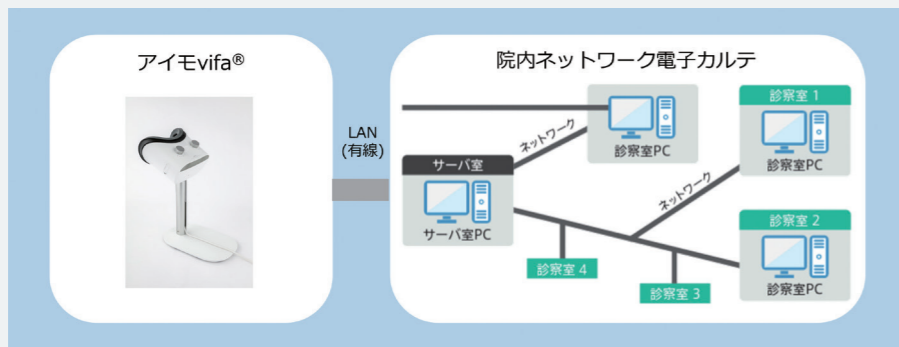 アイモvifa®
LAN
(有線)
院内ネットワーク電子カルテ
ネットワーク
診察室PC
診察室 1
診察室PC
サーバ室
サーバ室PC
ネットワーク
診察室 2
診察室PC
診察室 4
診察室 3